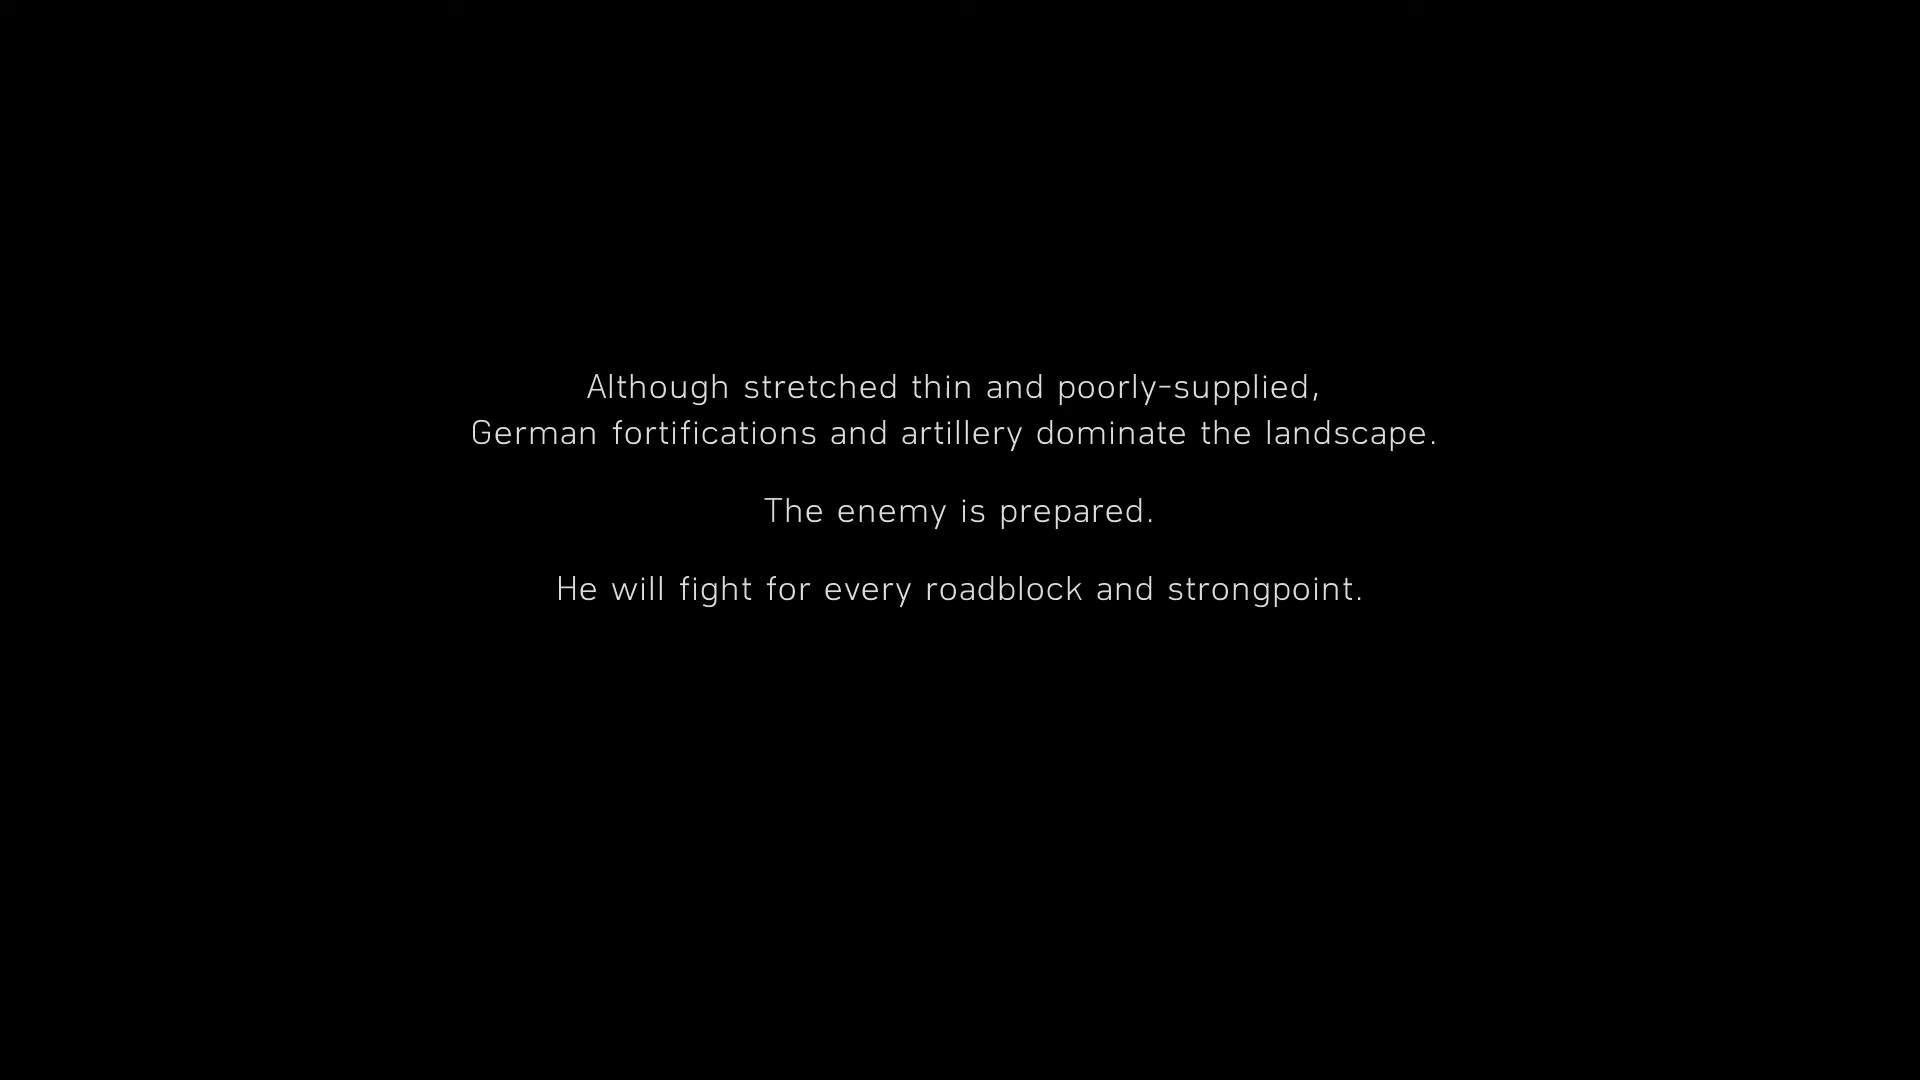 Although stretched thin and poorly-supplied,
German fortifications and artillery dominate the landscape.
The enemy is prepared.
He will fight for every roadblock and strongpoint.